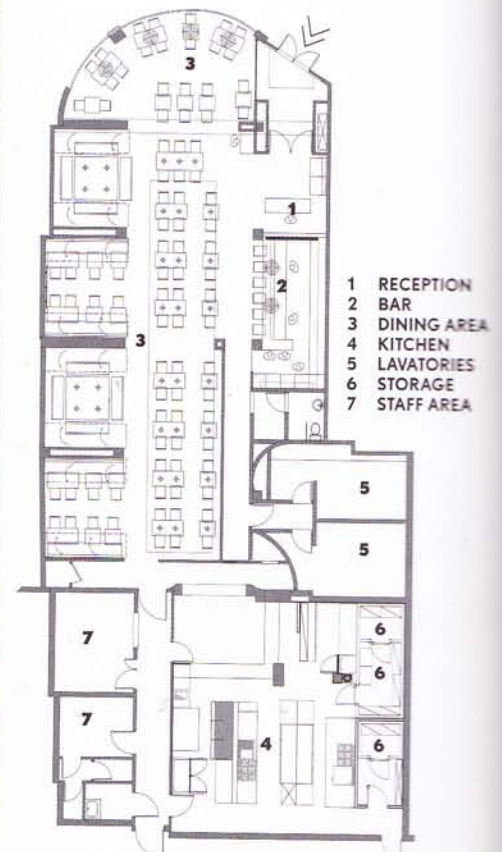 3
1
2
3
1 RECEPTION
2 BAR
3 DINING AREA
4 KITCHEN
5 LAVATORIES
6 STORAGE
7 STAFF AREA
5
5
6
7
6
7
4
6